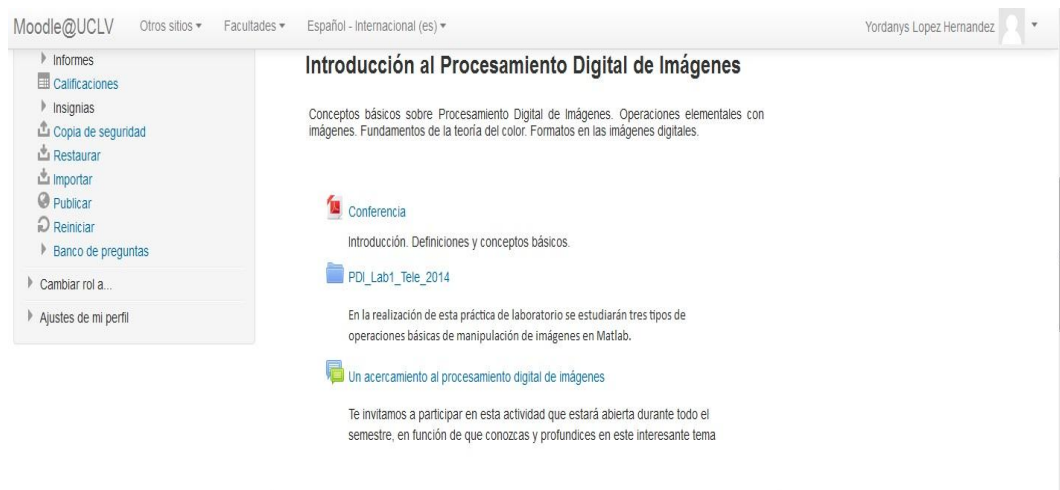 Moodle@UCLV Otros sitios Facultades Español - Internacional (es) Yordanys Lopez Hernandez
Informes
Calificaciones
Insignias
Copia de seguridad
Restaurar
Importar
Publicar
Reiniciar
Banco de preguntas
Cambiar rol a...
Ajustes de mi perfil
Introducción al Procesamiento Digital de Imágenes
Conceptos básicos sobre Procesamiento Digital de Imágenes. Operaciones elementales con
imágenes. Fundamentos de la teoría del color. Formatos en las imágenes digitales.
Conferencia
Introducción. Definiciones y conceptos básicos.
PDI_Lab1_Tele_2014
En la realización de esta práctica de laboratorio se estudiarán tres tipos de
operaciones básicas de manipulación de imágenes en Matlab.
Un acercamiento al procesamiento digital de imágenes
Te invitamos a participar en esta actividad que estará abierta durante todo el
semestre, en función de que conozcas y profundices en este interesante tema